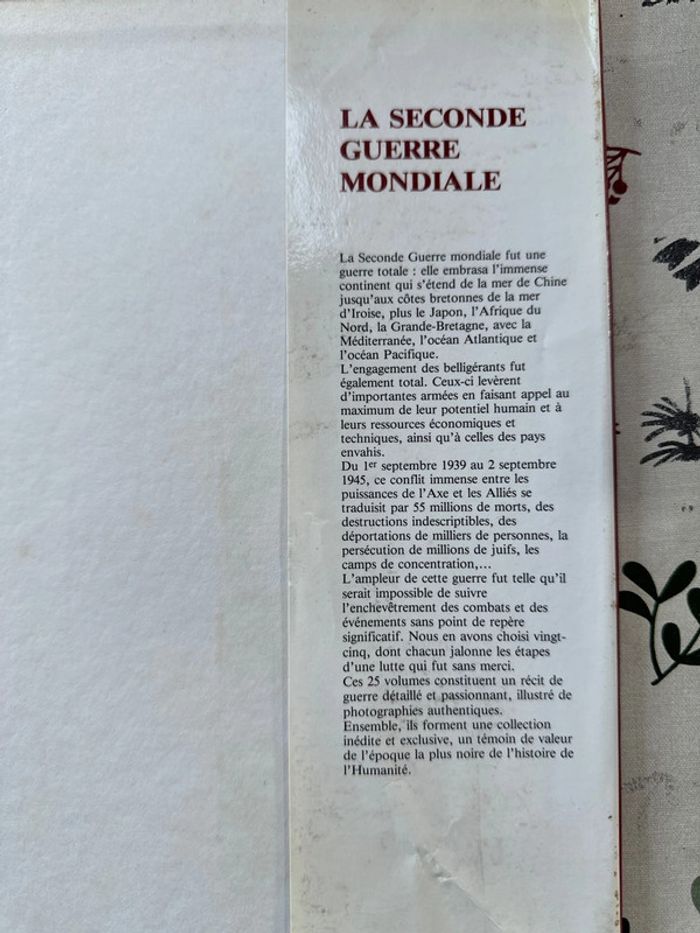 LA SECONDE
GUERRE
MONDIALE
La Seconde Guerre mondiale fut une
guerre totale : elle embrasa l'immense
continent qui s'étend de la mer de Chine
jusqu'aux côtes bretonnes de la mer
d'Iroise, plus le Japon, l'Afrique du
Nord, la Grande-Bretagne, avec la
Méditerranée, l'océan Atlantique et
l'océan Pacifique.
L'engagement des belligérants fut
également total. Ceux-ci levèrent
d'importantes armées en faisant appel au
maximum de leur potentiel humain et à
leurs ressources économiques et
techniques, ainsi qu'à celles des pays
envahis.
Du 1er septembre 1939 au 2 septembre
1945, ce conflit immense entre les
puissances de l'Axe et les Alliés se
traduisit par 55 millions de morts, des
destructions indescriptibles, des
déportations de milliers de personnes, la
persécution de millions de juifs, les
camps de concentration,...
L'ampleur de cette guerre fut telle qu'il
serait impossible de suivre
l'enchevêtrement des combats et des
événements sans point de repère
significatif. Nous en avons choisi vingt-
cinq, dont chacun jalonne les étapes
d'une lutte qui fut sans merci.
Ces 25 volumes constituent un récit de
guerre détaillé et passionnant, illustré de
photographies authentiques.
Ensemble, ils forment une collection
inédite et exclusive, un témoin de valeur
de l'époque la plus noire de l'histoire de
l'Humanité.